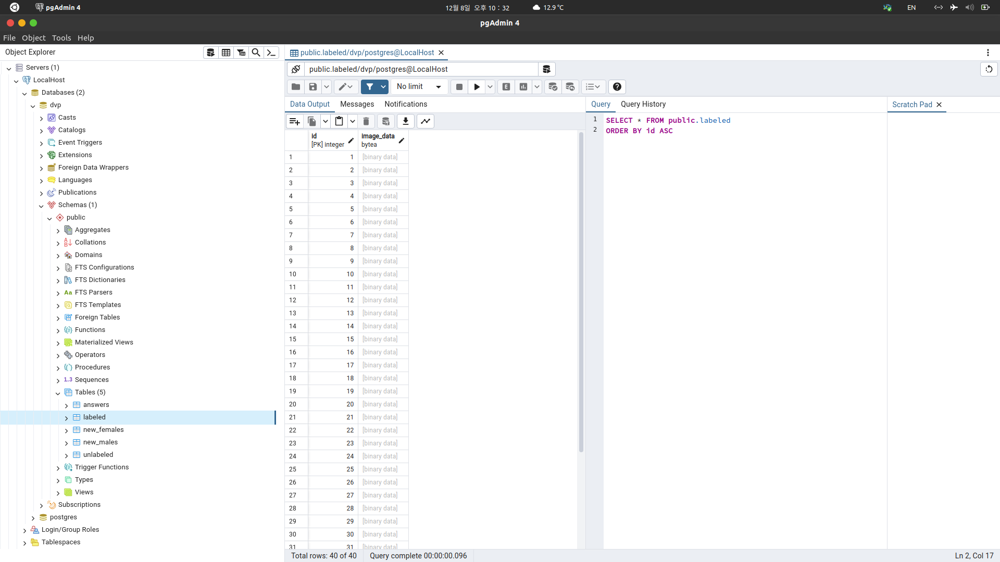 pgAdmin 4
12월 8일 오후 10 : 32
12.9 °C
EN
pgAdmin 4
File Object Tools Help
Object Explorer
Servers (1)
LocalHost
Databases (2)
dvp
Casts
Catalogs
Event Triggers
Extensions
Foreign Data Wrappers
Languages
Publications
Schemas (1)
public
Aggregates
Collations
Domains
FTS Configurations
FTS Dictionaries
Aa FTS Parsers
FTS Templates
Foreign Tables
Functions
Materialized Views
Operators
Procedures
1..3 Sequences
Tables (5)
answers
labeled
new_females
new_males
unlabeled
Trigger Functions
Types
Views
Subscriptions
postgres
Login/Group Roles
Tablespaces
public.labeled/dvp/postgres@LocalHost
public.labeled/dvp/postgres@LocalHost
No limit
E
Data Output Messages Notifications
id
[PK] integer
image_data
bytea
1 1 [binary data]
2 2 [binary data]
3 3 [binary data]
4 4 [binary data]
5 5 [binary data]
6 6 [binary data]
7 7 [binary data]
8 8 [binary data]
9 9 [binary data]
10 10 [binary data]
11 11 [binary data]
12 12 [binary data]
13 13 [binary data]
14 14 [binary data]
15 15 [binary data]
16 16 [binary data]
17 17 [binary data]
18 18 [binary data]
19 19 [binary data]
20 20 [binary data]
21 21 [binary data]
22 22 [binary data]
23 23 [binary data]
24 24 [binary data]
25 25 [binary data]
26 26 [binary data]
27 27 [binary data]
28 28 [binary data]
29 29 [binary data]
30 30 [binary data]
31 31 [binary data]
Query Query History
1 SELECT * FROM public.labeled
2 ORDER BY id ASC
Scratch Pad
Total rows: 40 of 40
Query complete 00:00:00.096
Ln 2, Col 17